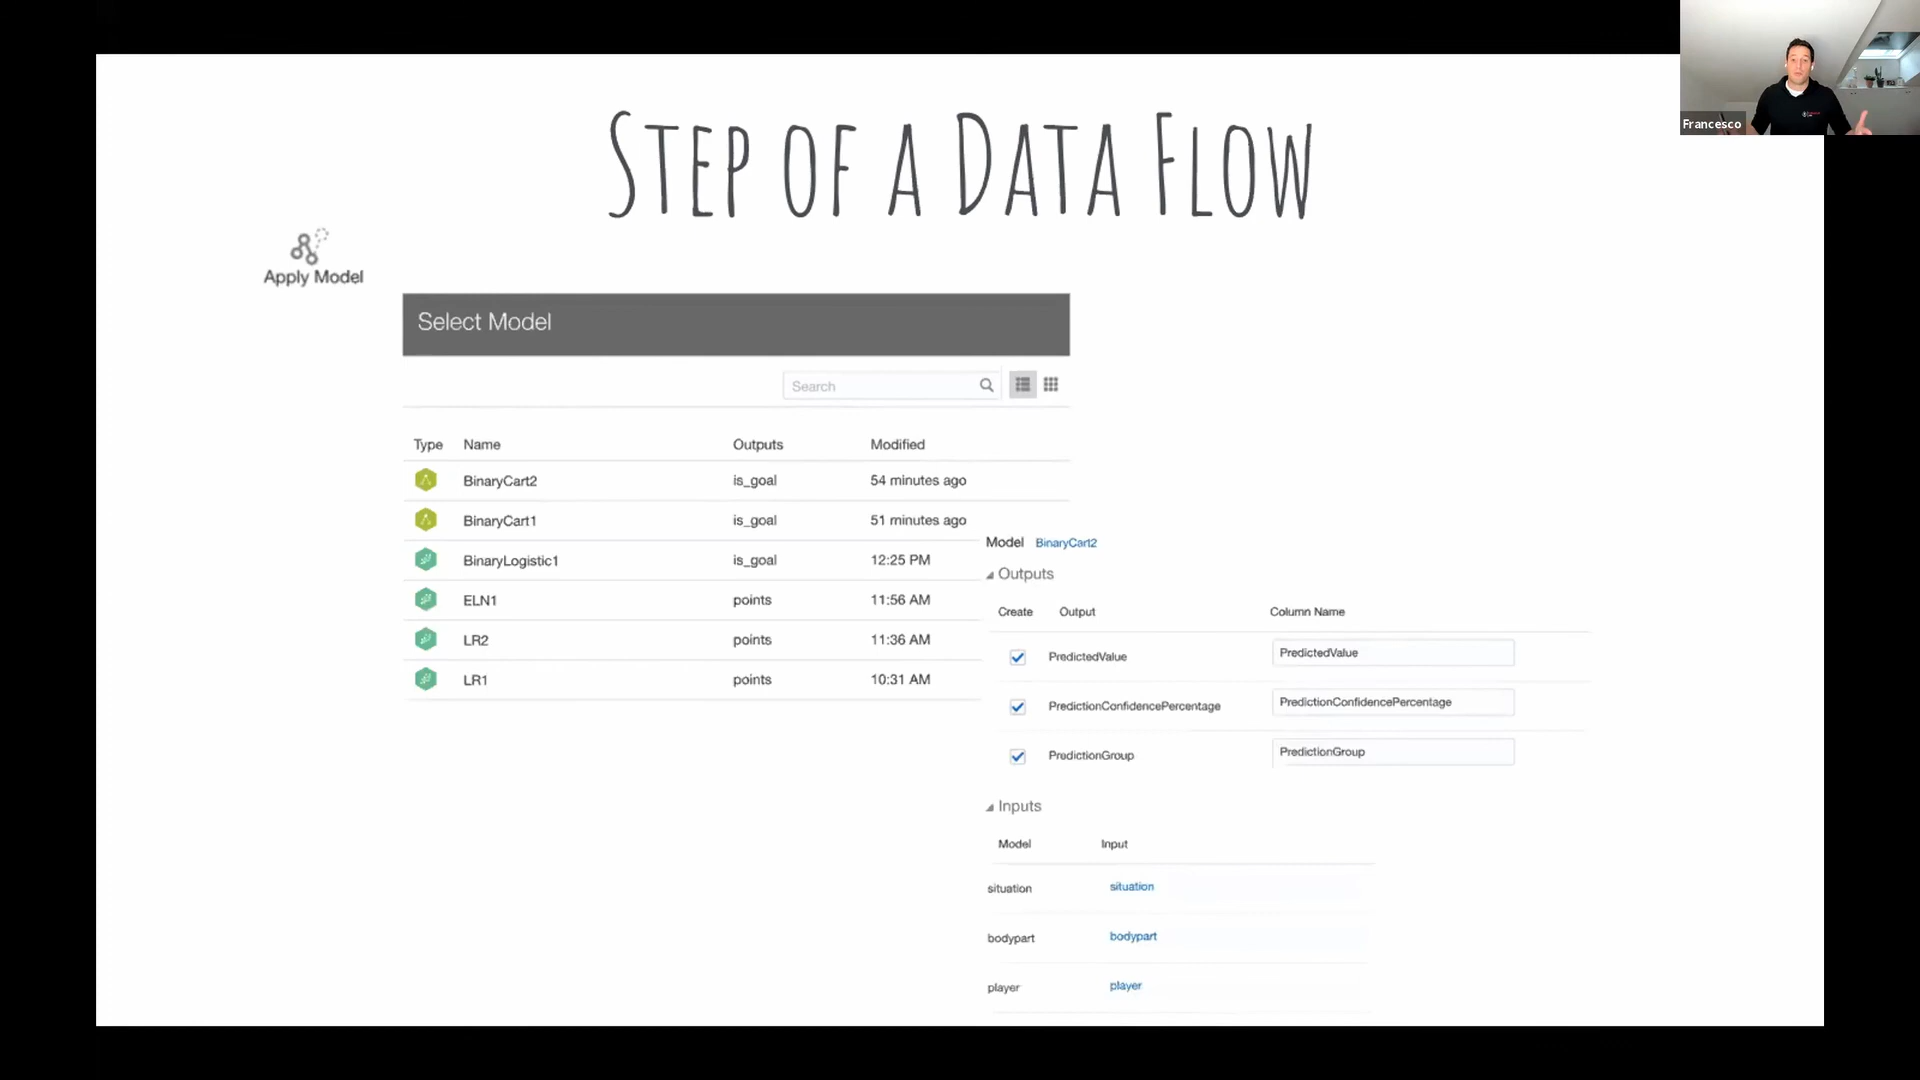 STEP OF A DATA FLOW
Francesco
Apply Model
Select Model
Search
Type Name Outputs Modified
BinaryCart2 is_goal 54 minutes ago
BinaryCart1 is_goal 51 minutes ago
BinaryLogistic1 is_goal 12:25 PM
ELN1 points 11:56 AM
LR2 points 11:36 AM
LR1 points 10:31 AM
Model BinaryCart2
Outputs
Create Output Column Name
PredictedValue PredictedValue
PredictionConfidencePercentage PredictionConfidencePercentage
PredictionGroup PredictionGroup
Inputs
Model Input
situation situation
bodypart bodypart
player player